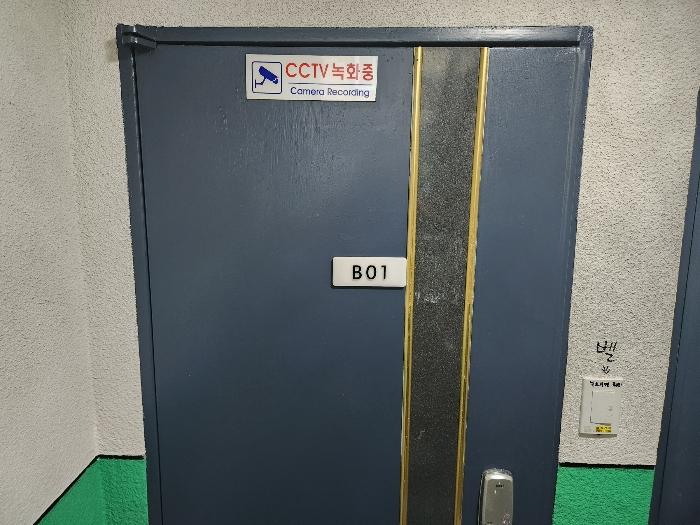 CCTV 녹화중
Camera Recording
B01
벨